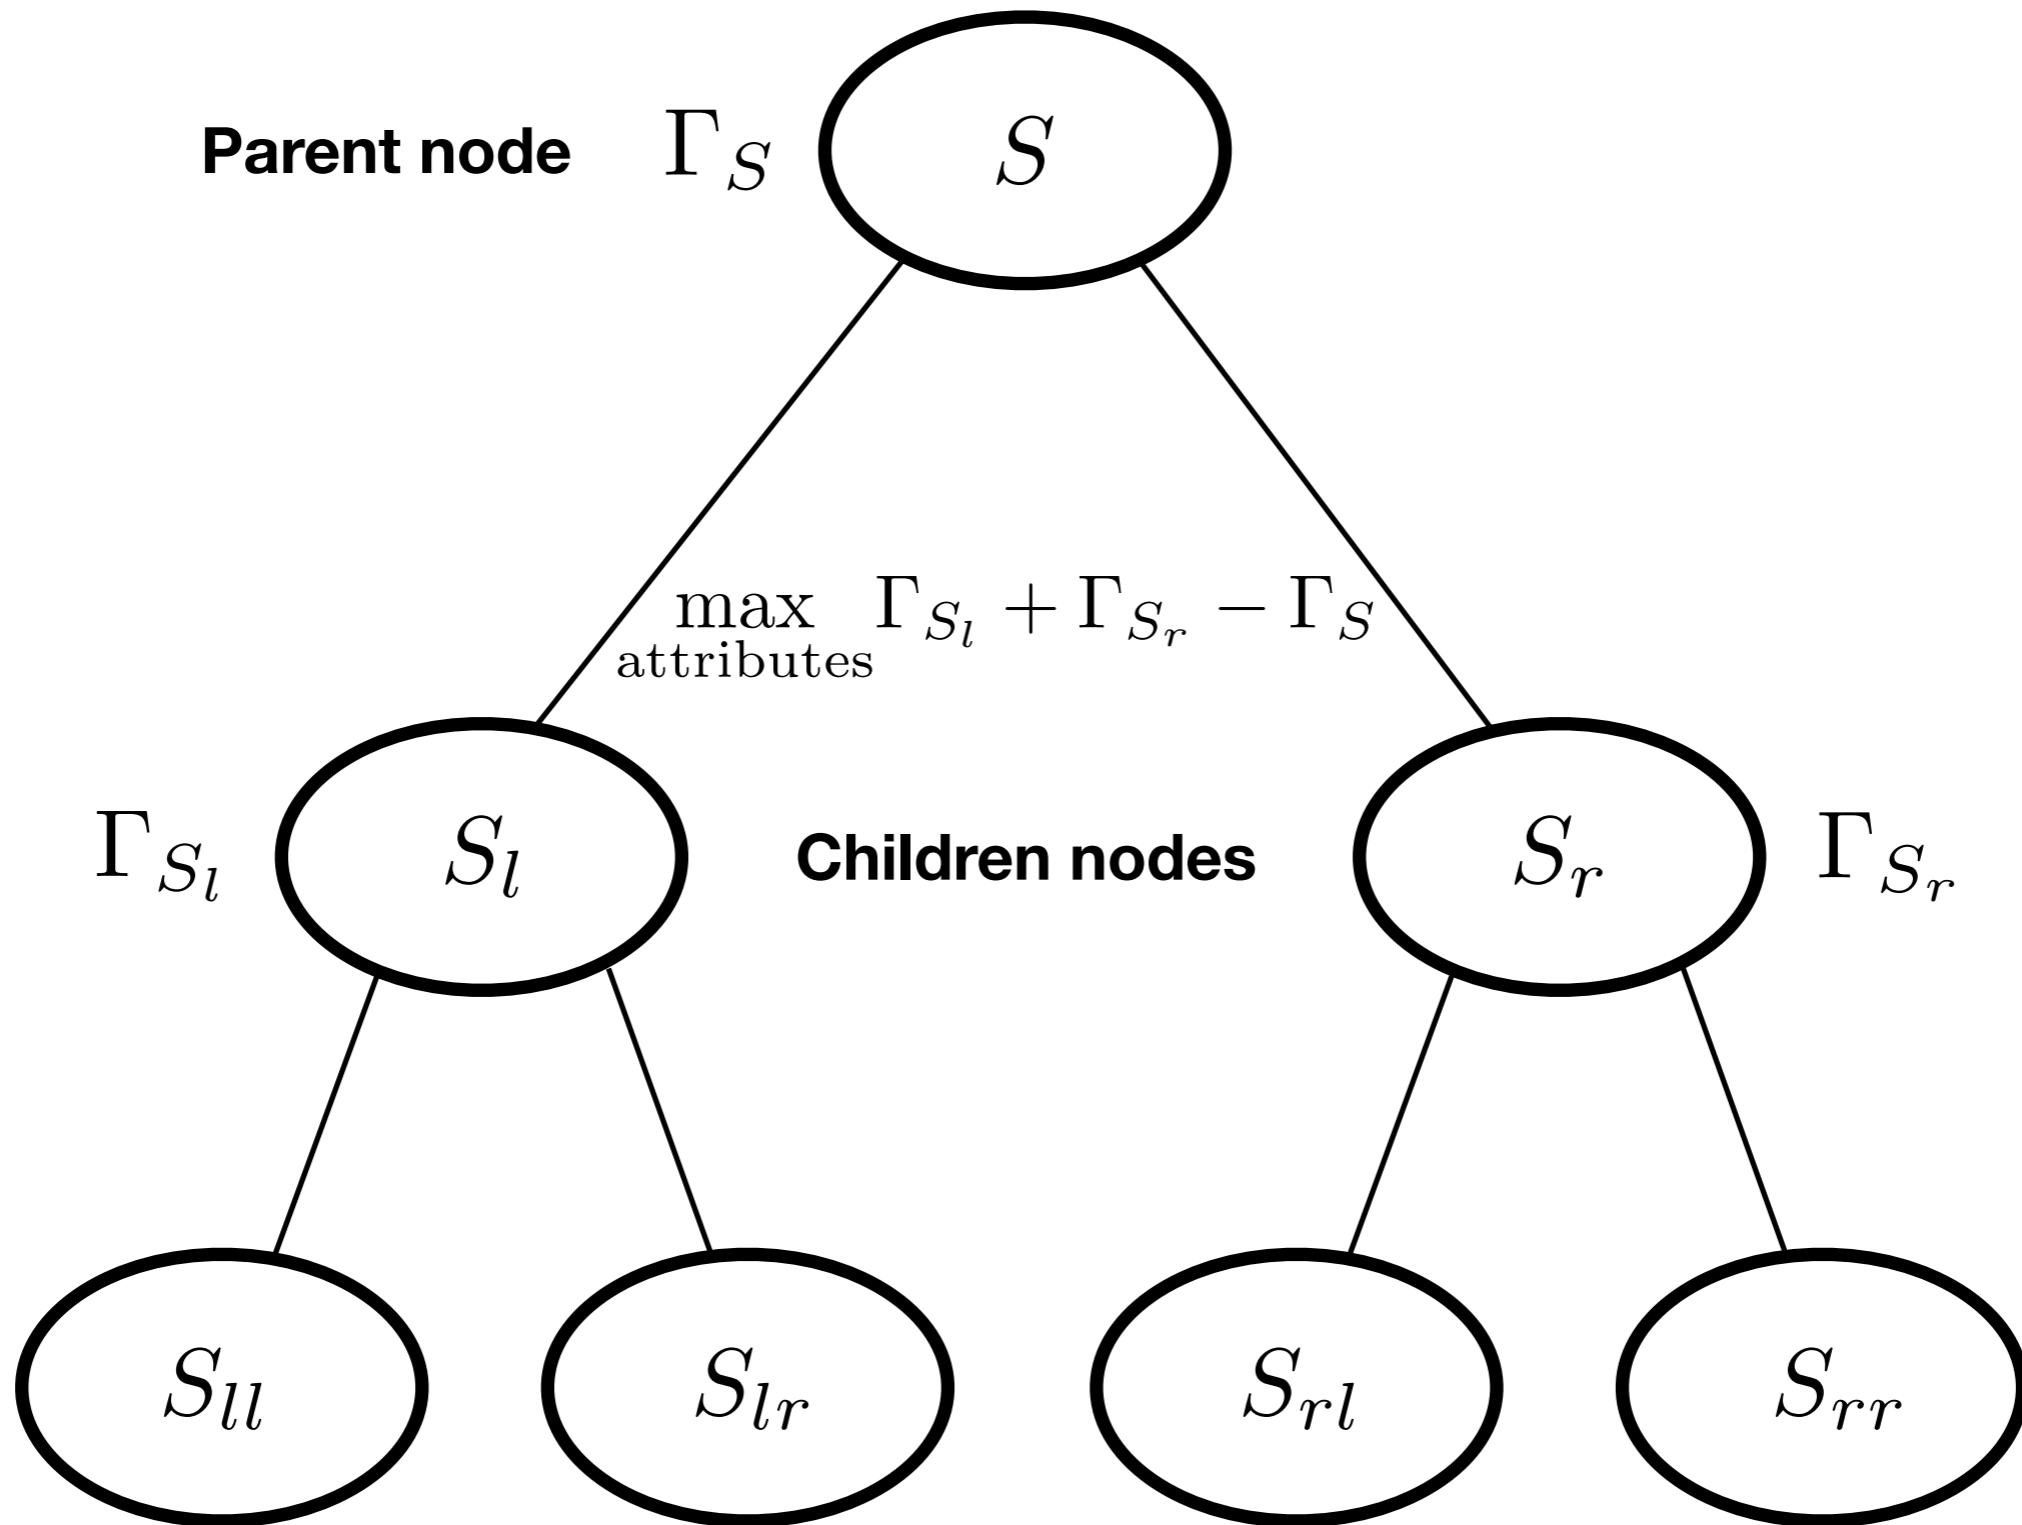 Parent node Γ_S S
max_{attributes} Γ_{S_l} + Γ_{S_r} − Γ_S
Γ_{S_l} S_l Children nodes S_r Γ_{S_r}
S_{ll} S_{lr} S_{rl} S_{rr}